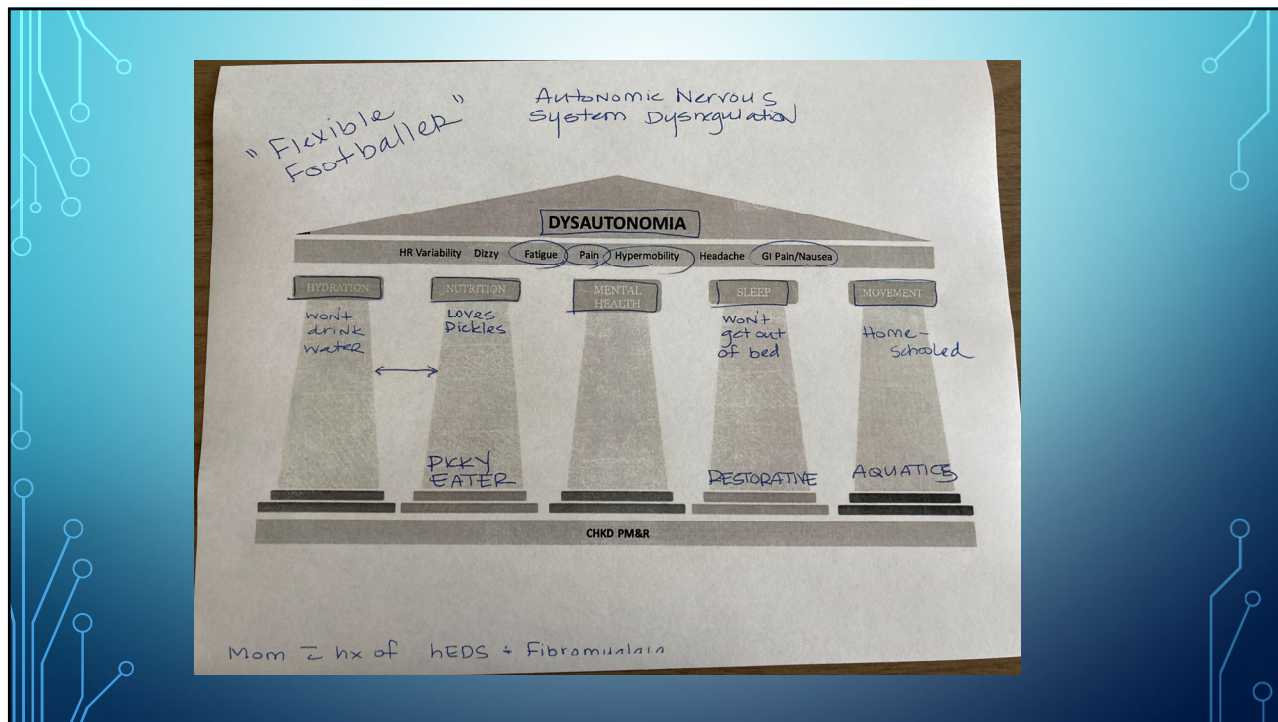 "Flexible
Footballer"
Autonomic Nervous
System Dysregulation
DYSAUTONOMIA
HR Variability Dizzy Fatigue Pain Hypermobility Headache GI Pain/Nausea
HYDRATION
NUTRITION
MENTAL
HEALTH
SLEEP
MOVEMENT
won't
drink
water
Loves
Pickles
Won't
get out
of bed
Home-
schooled
PICKY
EATER
RESTORATIVE
AQUATICS
CHKD PM&R
Mom c̄ hx of hEDS + Fibromyalgia